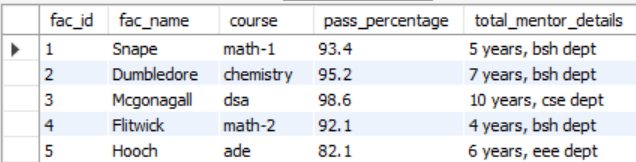 fac_id fac_name course pass_percentage total_mentor_details
1 Snape math-1 93.4 5 years, bsh dept
2 Dumbledore chemistry 95.2 7 years, bsh dept
3 Mcgonagall dsa 98.6 10 years, cse dept
4 Flitwick math-2 92.1 4 years, bsh dept
5 Hooch ade 82.1 6 years, eee dept